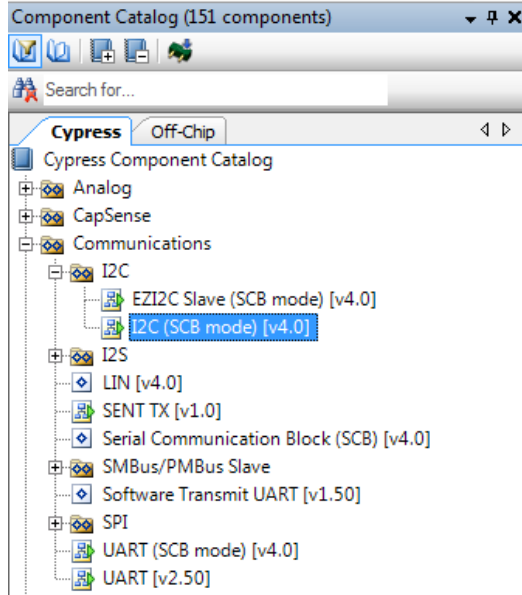 Component Catalog (151 components)
Search for...
Cypress Off-Chip
Cypress Component Catalog
Analog
CapSense
Communications
I2C
EZI2C Slave (SCB mode) [v4.0]
I2C (SCB mode) [v4.0]
I2S
LIN [v4.0]
SENT TX [v1.0]
Serial Communication Block (SCB) [v4.0]
SMBus/PMBus Slave
Software Transmit UART [v1.50]
SPI
UART (SCB mode) [v4.0]
UART [v2.50]